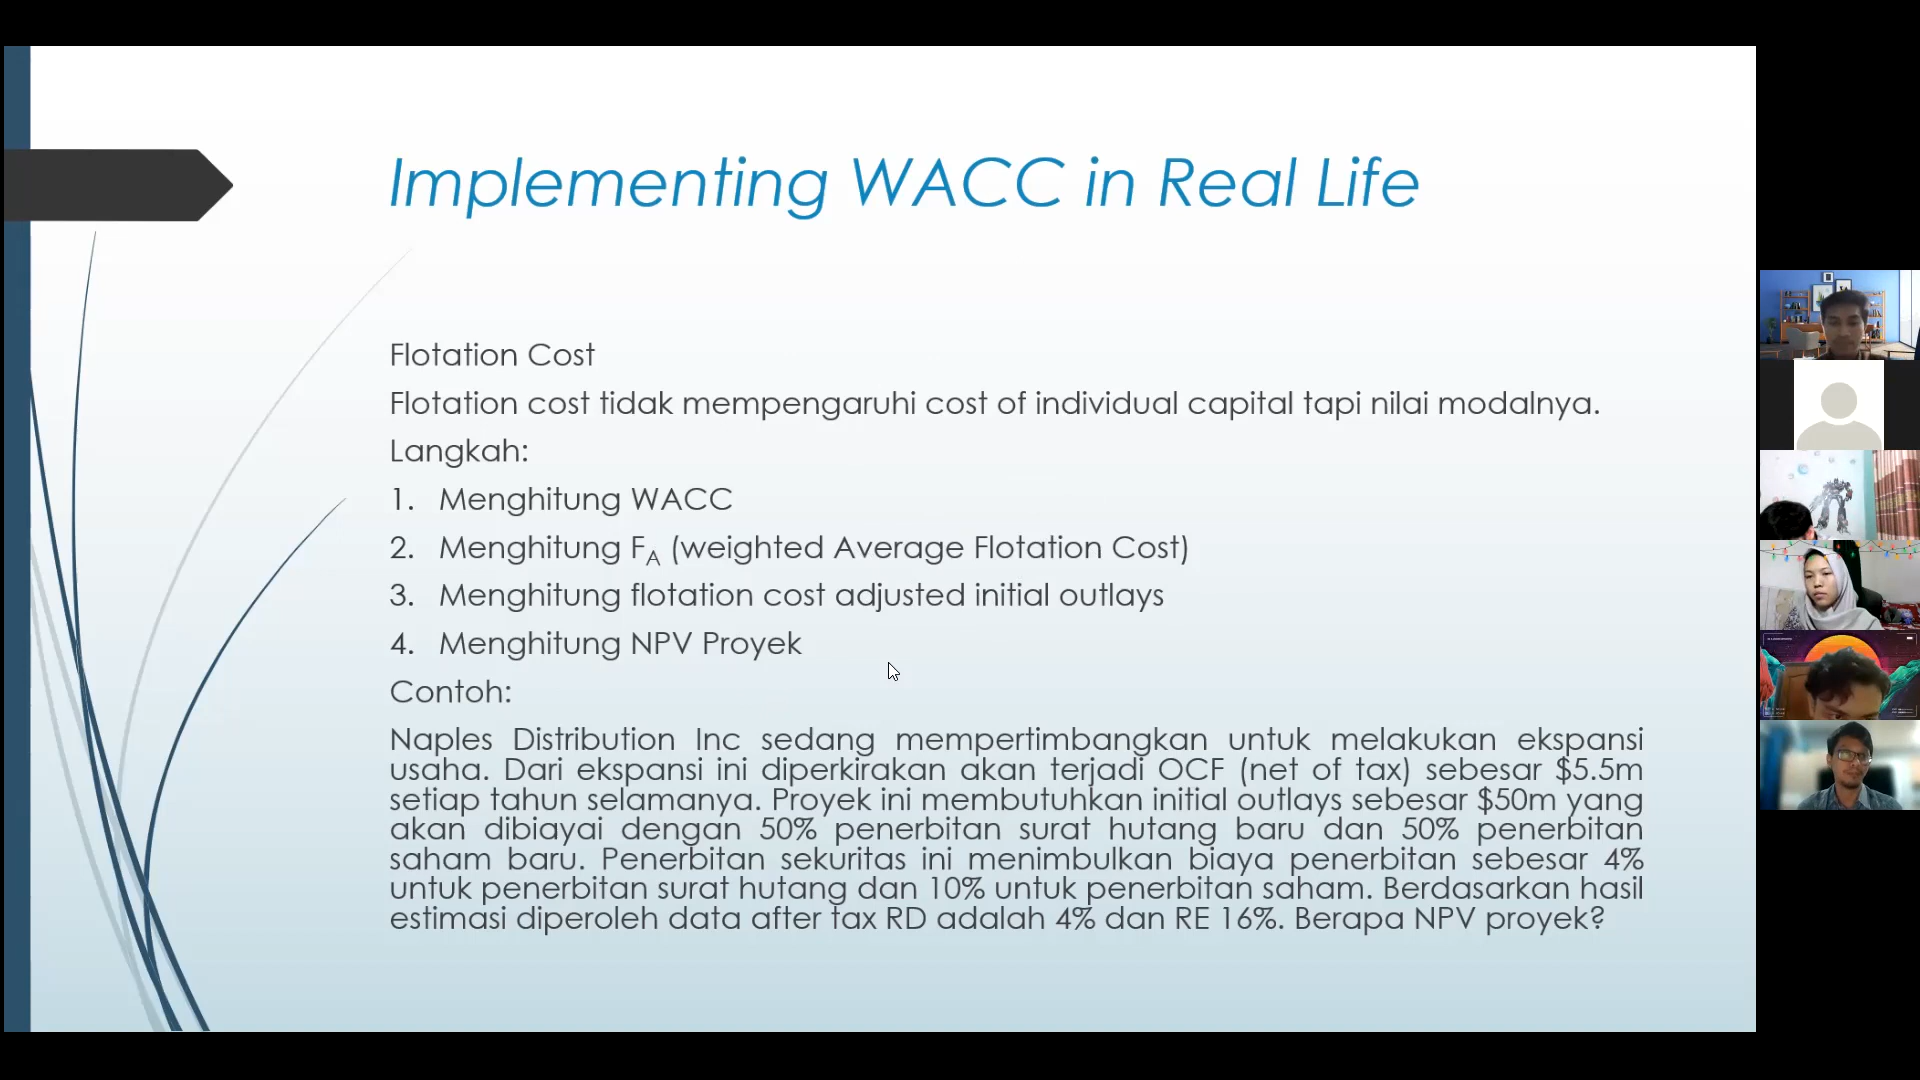 Implementing WACC in Real Life
Flotation Cost
Flotation cost tidak mempengaruhi cost of individual capital tapi nilai modalnya.
Langkah:
1. Menghitung WACC
2. Menghitung FA (weighted Average Flotation Cost)
3. Menghitung flotation cost adjusted initial outlays
4. Menghitung NPV Proyek
Contoh:
Naples Distribution Inc sedang mempertimbangkan untuk melakukan ekspansi
usaha. Dari ekspansi ini diperkirakan akan terjadi OCF (net of tax) sebesar $5.5m
setiap tahun selamanya. Proyek ini membutuhkan initial outlays sebesar $50m yang
akan dibiayai dengan 50% penerbitan surat hutang baru dan 50% penerbitan
saham baru. Penerbitan sekuritas ini menimbulkan biaya penerbitan sebesar 4%
untuk penerbitan surat hutang dan 10% untuk penerbitan saham. Berdasarkan hasil
estimasi diperoleh data after tax RD adalah 4% dan RE 16%. Berapa NPV proyek?